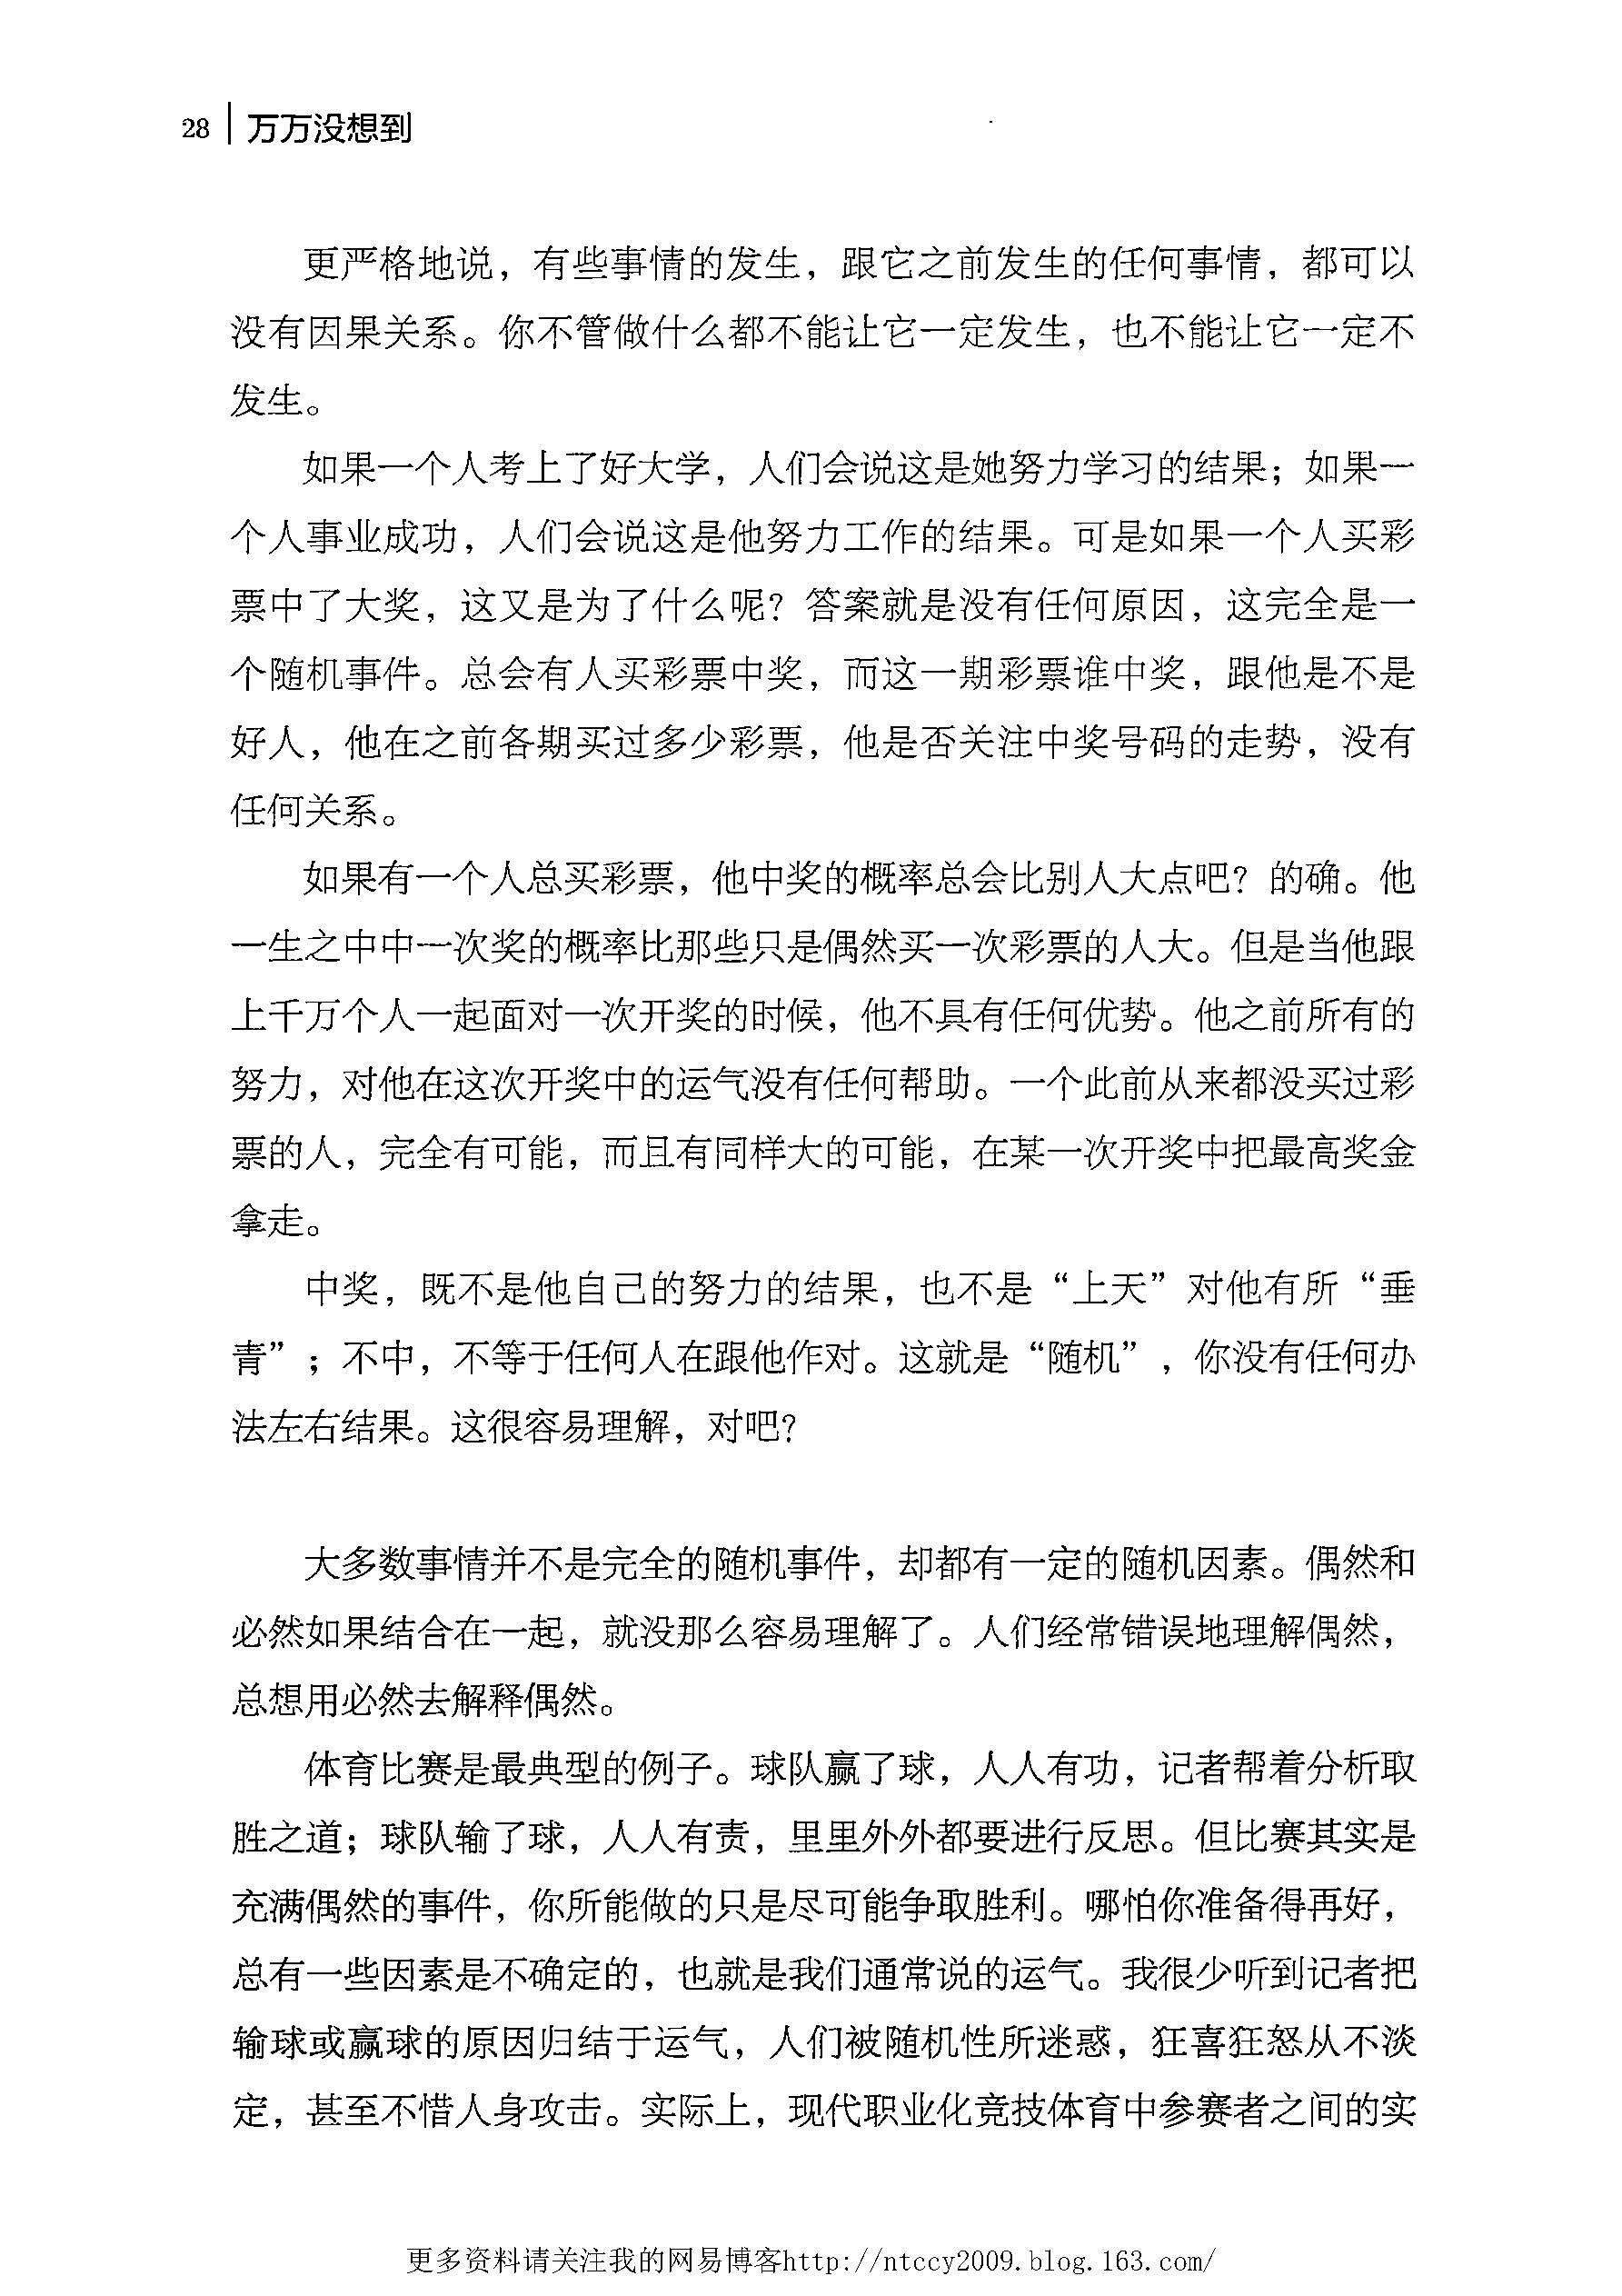 28 万万没想到
更严格地说，有些事情的发生，跟它之前发生的任何事情，都可以
没有因果关系。你不管做什么都不能让它一定发生，也不能让它一定不
发生。
如果一个人考上了好大学，人们会说这是她努力学习的结果；如果一
个人事业成功，人们会说这是他努力工作的结果。可是如果一个人买彩
票中了大奖，这又是为了什么呢？答案就是没有任何原因，这完全是一
个随机事件。总会有人买彩票中奖，而这一期彩票谁中奖，跟他是不是
好人，他在之前各期买过多少彩票，他是否关注中奖号码的走势，没有
任何关系。
如果有一个人总买彩票，他中奖的概率总会比别人大点吧？的确。他
一生之中中一次奖的概率比那些只是偶然买一次彩票的人大。但是当他跟
上千万个人一起面对一次开奖的时候，他不具有任何优势。他之前所有的
努力，对他在这次开奖中的运气没有任何帮助。一个此前从来都没买过彩
票的人，完全有可能，而且有同样大的可能，在某一次开奖中把最高奖金
拿走。
中奖，既不是他自己的努力的结果，也不是“上天”对他有所“垂
青”；不中，不等于任何人在跟他作对。这就是“随机”，你没有任何办
法左右结果。这很容易理解，对吧？
大多数事情并不是完全的随机事件，却都有一定的随机因素。偶然和
必然如果结合在一起，就没那么容易理解了。人们经常错误地理解偶然，
总想用必然去解释偶然。
体育比赛是最典型的例子。球队赢了球，人人有功，记者帮着分析取
胜之道；球队输了球，人人有责，里里外外都要进行反思。但比赛其实是
充满偶然的事件，你所能做的只是尽可能争取胜利。哪怕你准备得再好，
总有一些因素是不确定的，也就是我们通常说的运气。我很少听到记者把
输球或赢球的原因归结于运气，人们被随机性所迷惑，狂喜狂怒从不淡
定，甚至不惜人身攻击。实际上，现代职业化竞技体育中参赛者之间的实
更多资料请关注我的网易博客http://ntccy2009.blog.163.com/